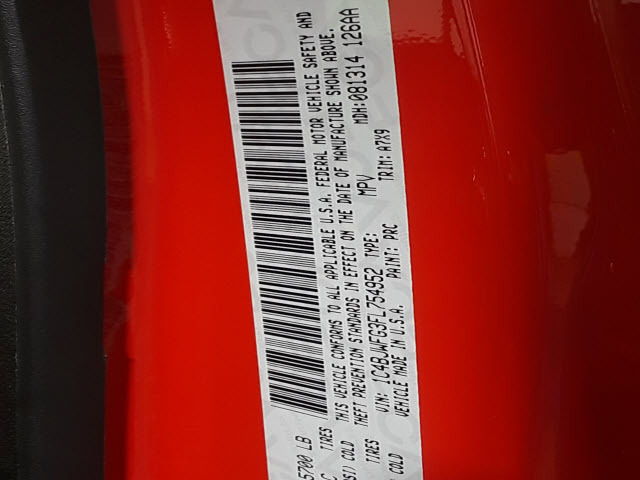 5700 LB
C TIRES
THIS VEHICLE CONFORMS TO ALL APPLICABLE U.S.A. FEDERAL MOTOR VEHICLE SAFETY AND
SI) COLD THEFT PREVENTION STANDARDS IN EFFECT ON THE DATE OF MANUFACTURE SHOWN ABOVE.
TIRES VIN: 1C4BJWFG3FL754952 TYPE: MPV MDH:081314 126AA
COLD VEHICLE MADE IN U.S.A. PAINT: PRC TRIM: A7X9